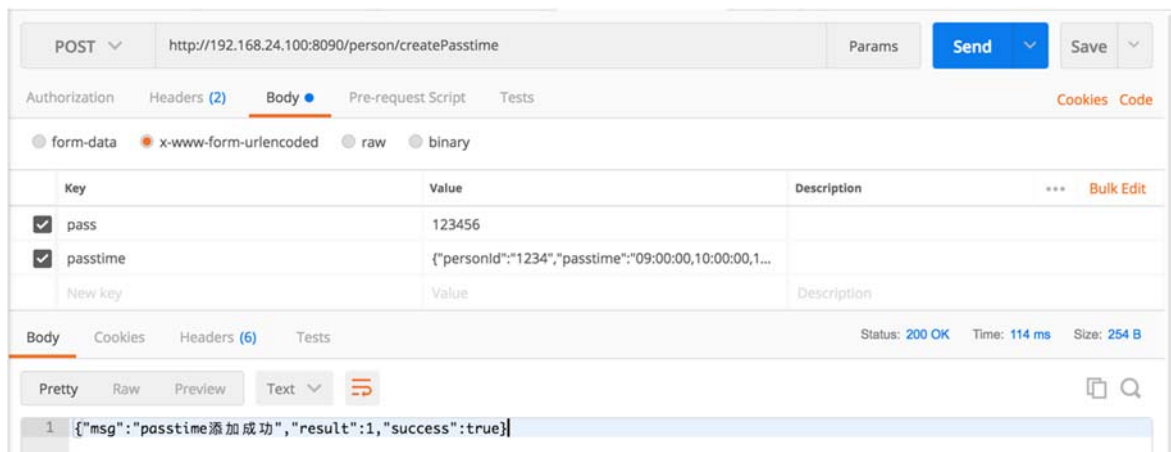 POST http://192.168.24.100:8090/person/createPasstime Params Send Save
Authorization Headers (2) Body Pre-request Script Tests Cookies Code
form-data x-www-form-urlencoded raw binary
Key Value Description ••• Bulk Edit
pass 123456
passtime {"personId":"1234","passtime":"09:00:00,10:00:00,1...
New key Value Description
Body Cookies Headers (6) Tests Status: 200 OK Time: 114 ms Size: 254 B
Pretty Raw Preview Text
1 {"msg":"passtime添加成功","result":1,"success":true}